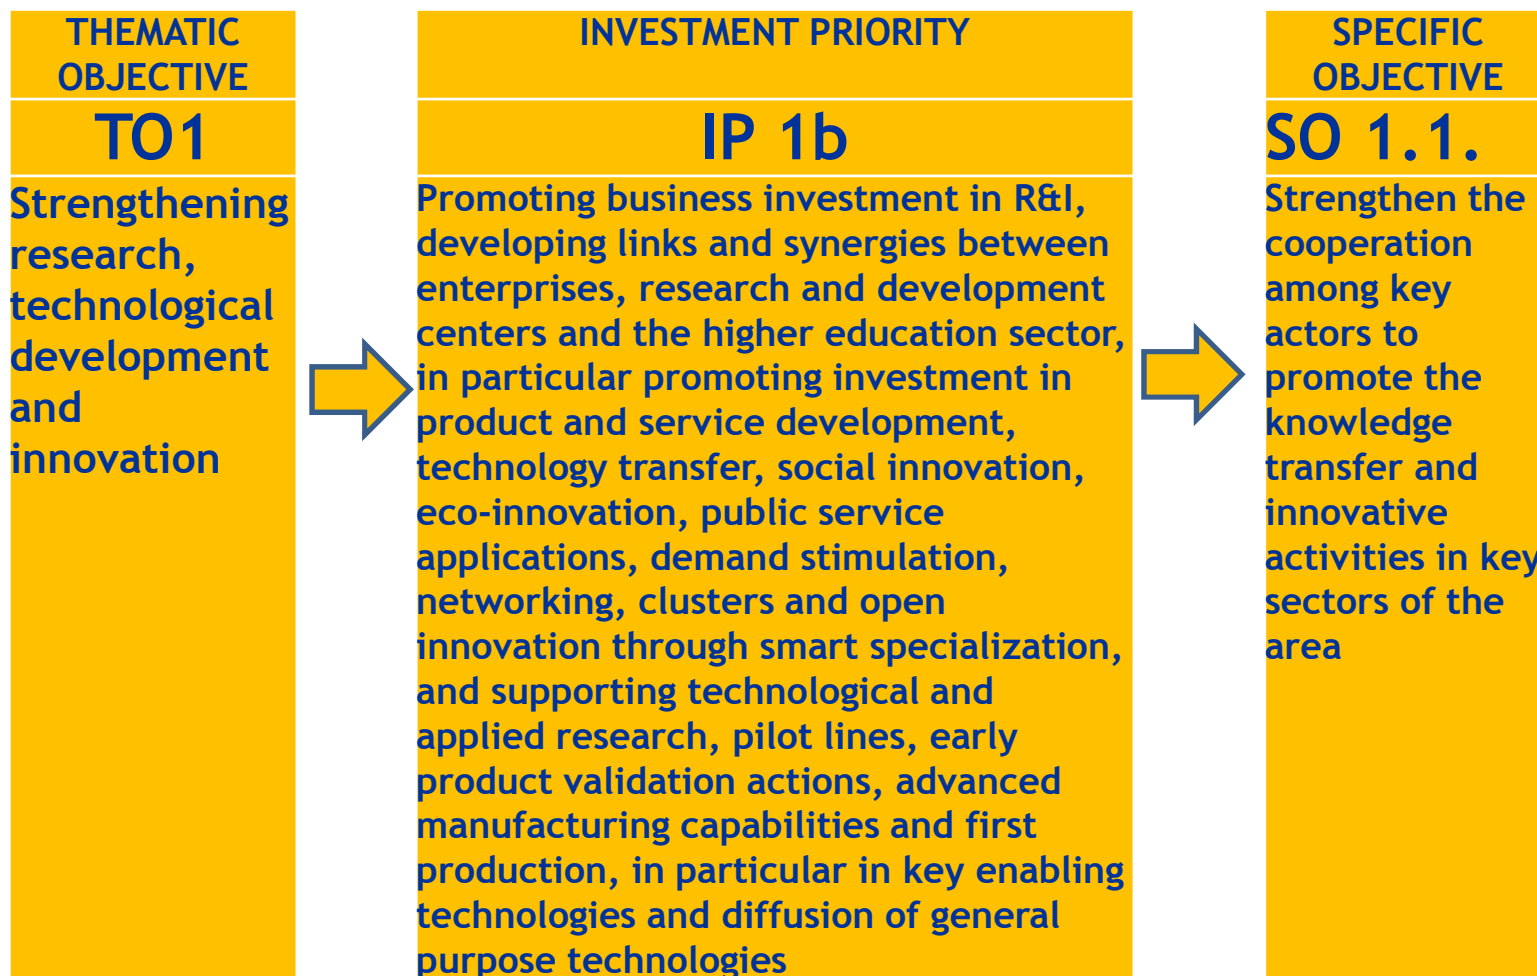 THEMATIC
OBJECTIVE
TO1
Strengthening
research,
technological
development
and
innovation
INVESTMENT PRIORITY
IP 1b
Promoting business investment in R&I,
developing links and synergies between
enterprises, research and development
centers and the higher education sector,
in particular promoting investment in
product and service development,
technology transfer, social innovation,
eco-innovation, public service
applications, demand stimulation,
networking, clusters and open
innovation through smart specialization,
and supporting technological and
applied research, pilot lines, early
product validation actions, advanced
manufacturing capabilities and first
production, in particular in key enabling
technologies and diffusion of general
purpose technologies
SPECIFIC
OBJECTIVE
SO 1.1.
Strengthen the
cooperation
among key
actors to
promote the
knowledge
transfer and
innovative
activities in key
sectors of the
area